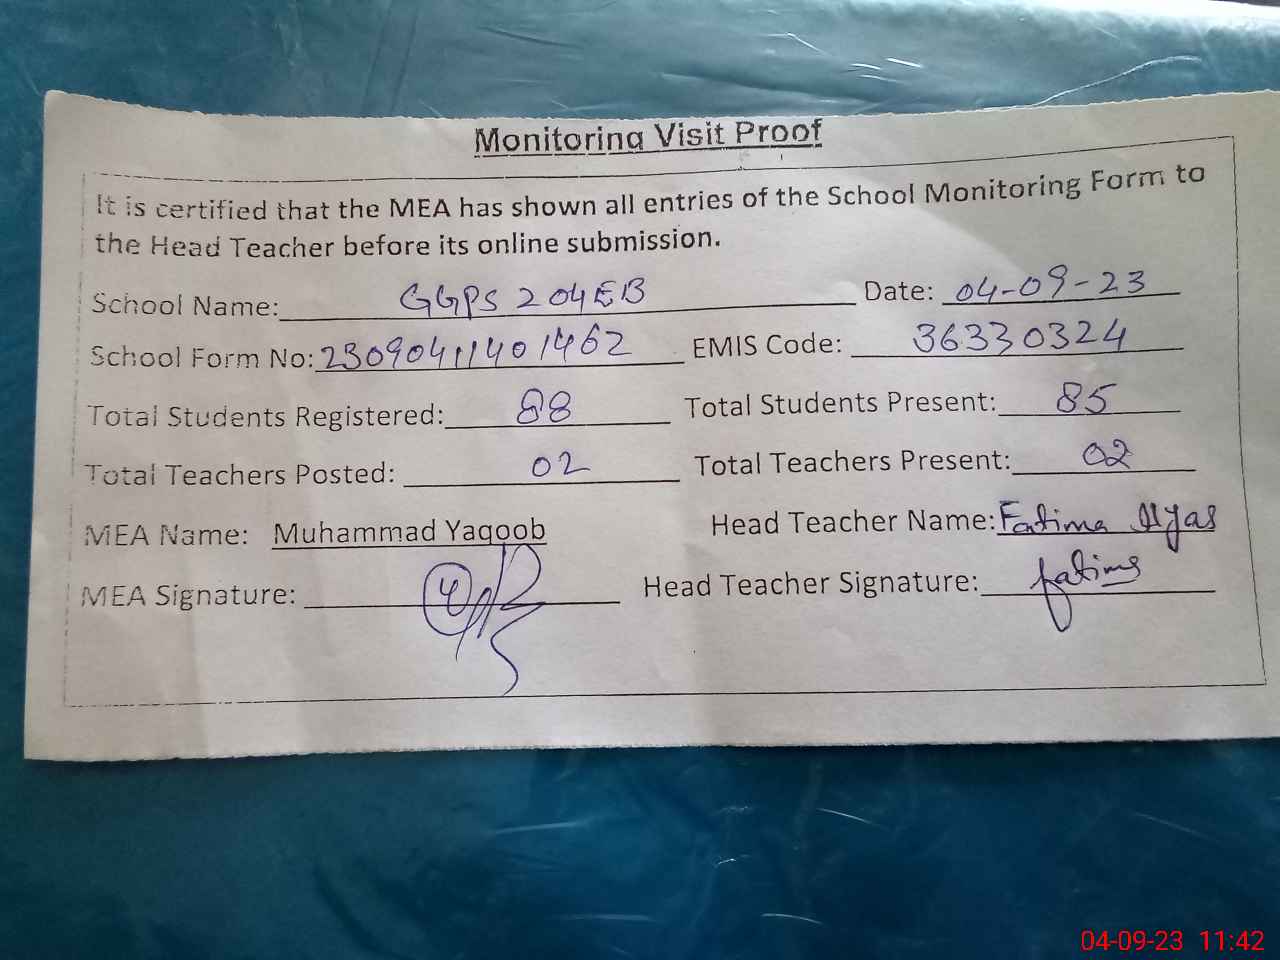 Monitoring Visit Proof
It is certified that the MEA has shown all entries of the School Monitoring Form to
the Head Teacher before its online submission.
School Name: GGPS 204EB Date: 04-09-23
School Form No: 23090411401462 EMIS Code: 36330324
Total Students Registered: 88 Total Students Present: 85
Total Teachers Posted: 02 Total Teachers Present: 02
MEA Name: Muhammad Yaqoob Head Teacher Name: Fatima Ilyas
MEA Signature: Head Teacher Signature: fatima
04-09-23 11:42